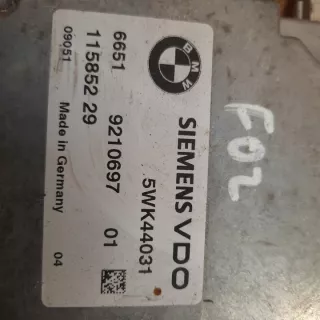 BMW
SIEMENS VDO
5WK44031
6651 9210697 01
115852 29
09051 Made in Germany 04
F02